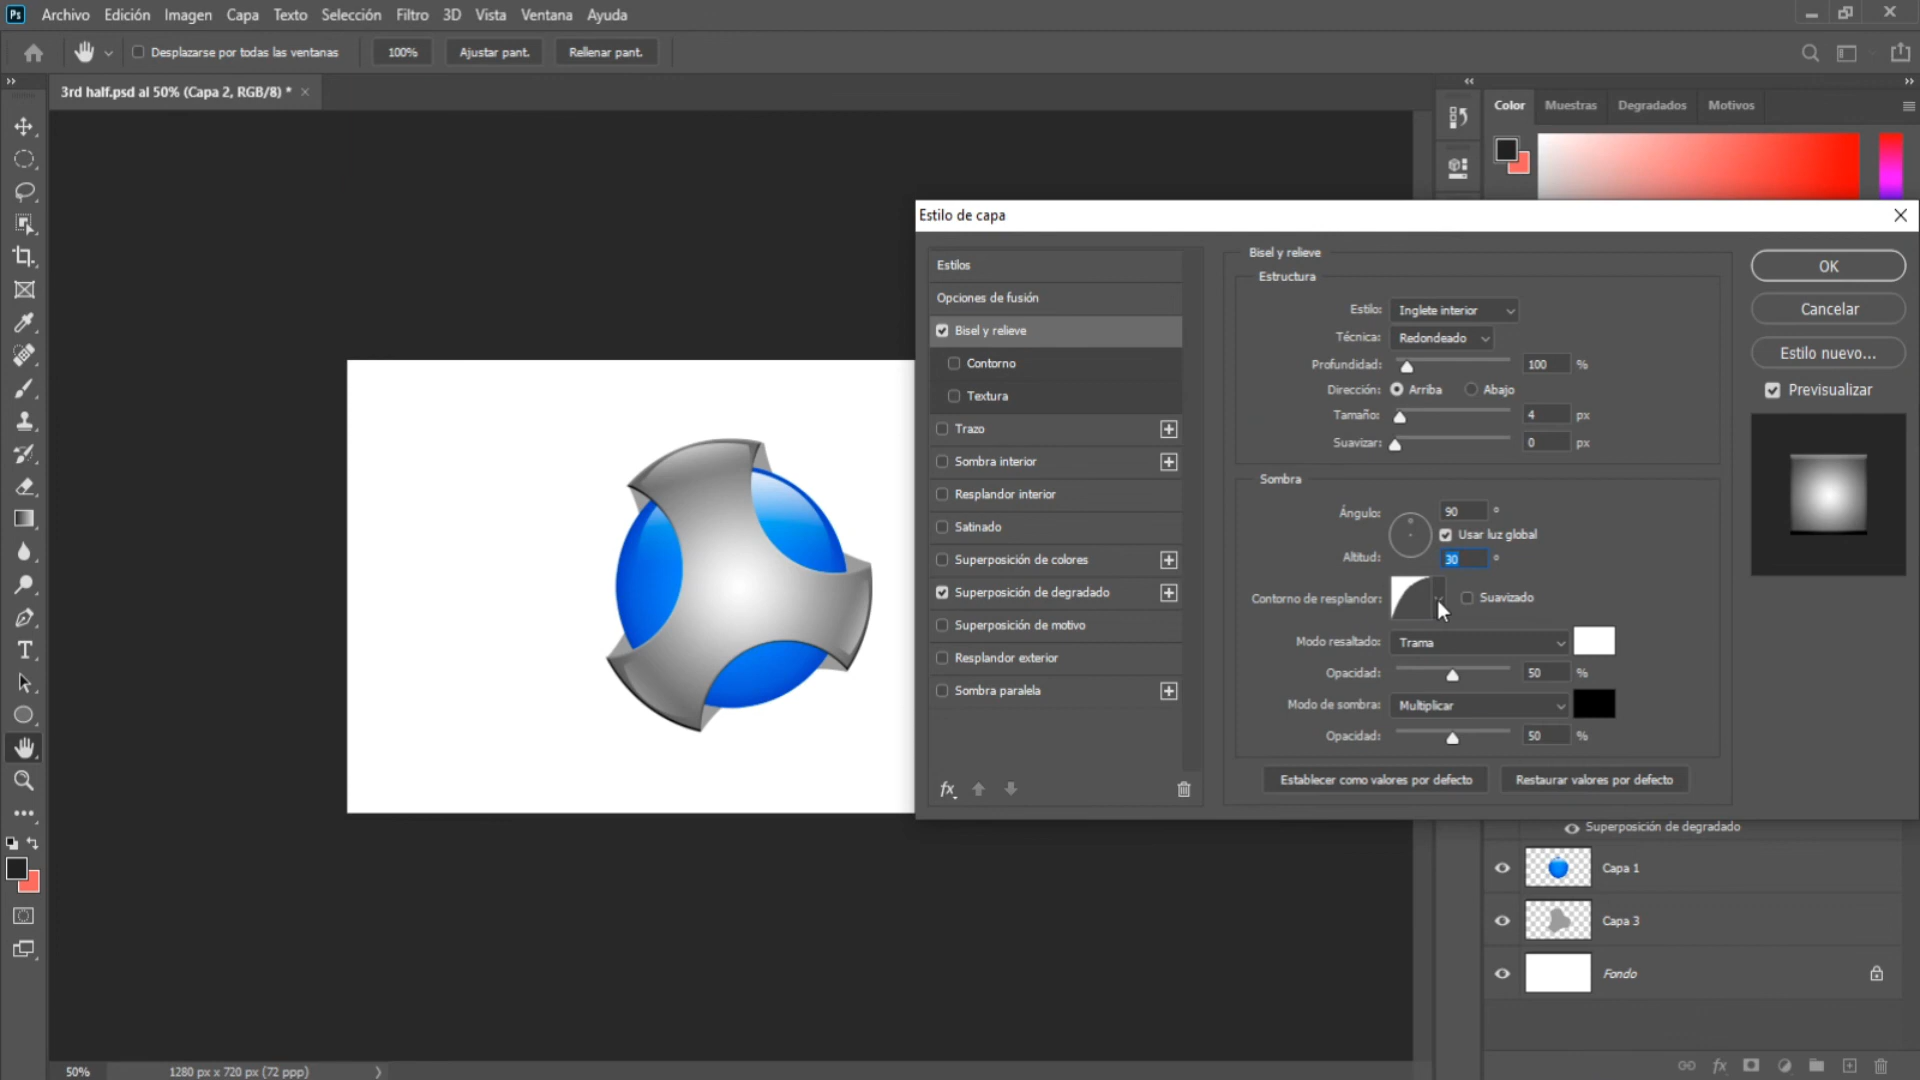 Ps Archivo Edición Imagen Capa Texto Selección Filtro 3D Vista Ventana Ayuda
Desplazarse por todas las ventanas 100% Ajustar pant. Rellenar pant.
3rd half.psd al 50% (Capa 2, RGB/8) *
Color Muestras Degradados Motivos
Estilo de capa
Estilos
Opciones de fusión
Bisel y relieve
Contorno
Textura
Trazo
Sombra interior
Resplandor interior
Satinado
Superposición de colores
Superposición de degradado
Superposición de motivo
Resplandor exterior
Sombra paralela
fx
Bisel y relieve
Estructura
Estilo: Inglete interior
Técnica: Redondeado
Profundidad: 100 %
Dirección: Arriba Abajo
Tamaño: 4 px
Suavizar: 0 px
Sombra
Ángulo: 90 °
Usar luz global
Altitud: 30 °
Contorno de resplandor: Suavizado
Modo resaltado: Trama
Opacidad: 50 %
Modo de sombra: Multiplicar
Opacidad: 50 %
Establecer como valores por defecto Restaurar valores por defecto
OK
Cancelar
Estilo nuevo...
Previsualizar
Superposición de degradado
Capa 1
Capa 3
Fondo
fx
50% 1280 px x 720 px (72 ppp)